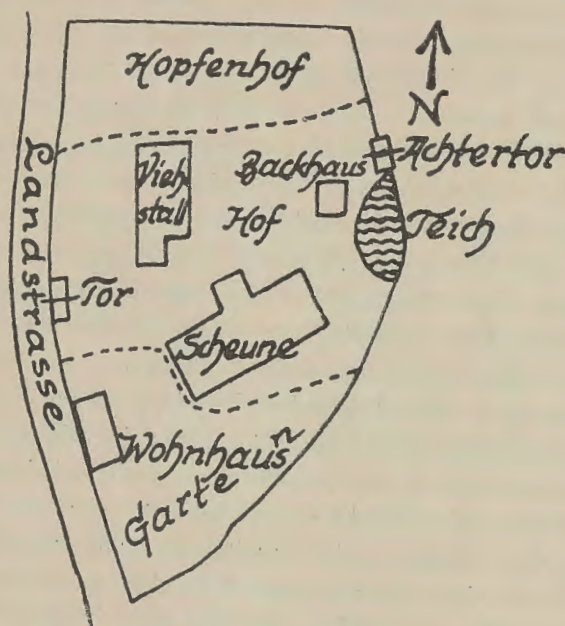 Hopfenhof
N
Achtertor
Landstrasse
Vieh
stall
Backhaus
Hof
Teich
Tor
Scheune
Wohnhaus
Garten